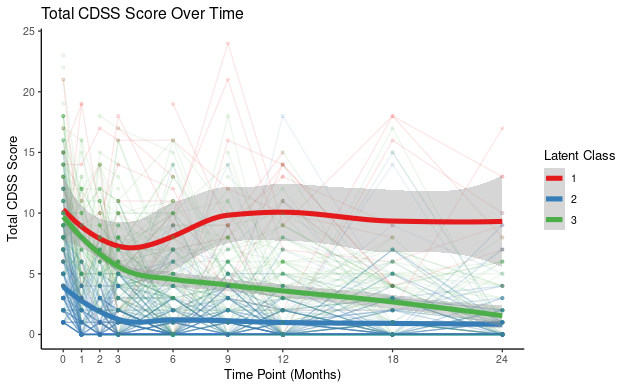 Total CDSS Score Over Time
Total CDSS Score
25
20
15
10
5
0
0 1 2 3 6 9 12 18 24
Time Point (Months)
Latent Class
1
2
3